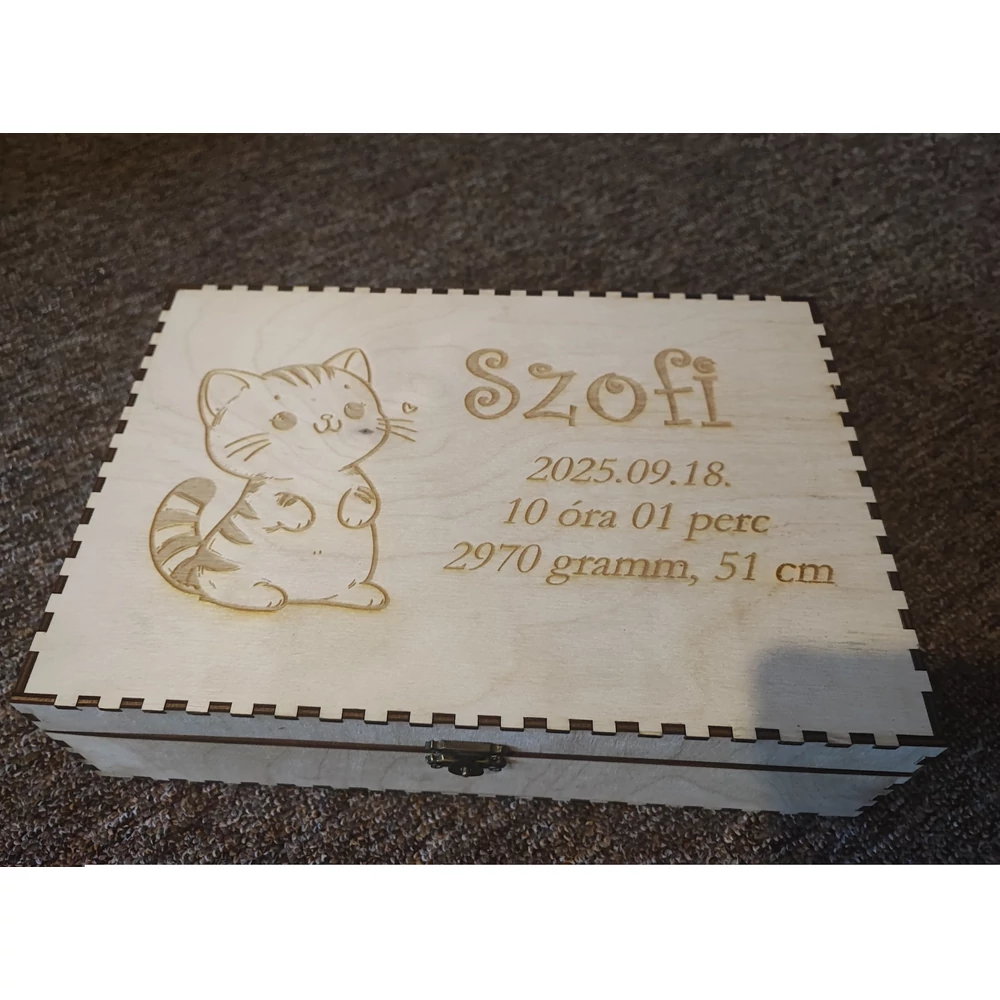 Szofi
2025.09.18.
10 óra 01 perc
2970 gramm, 51 cm